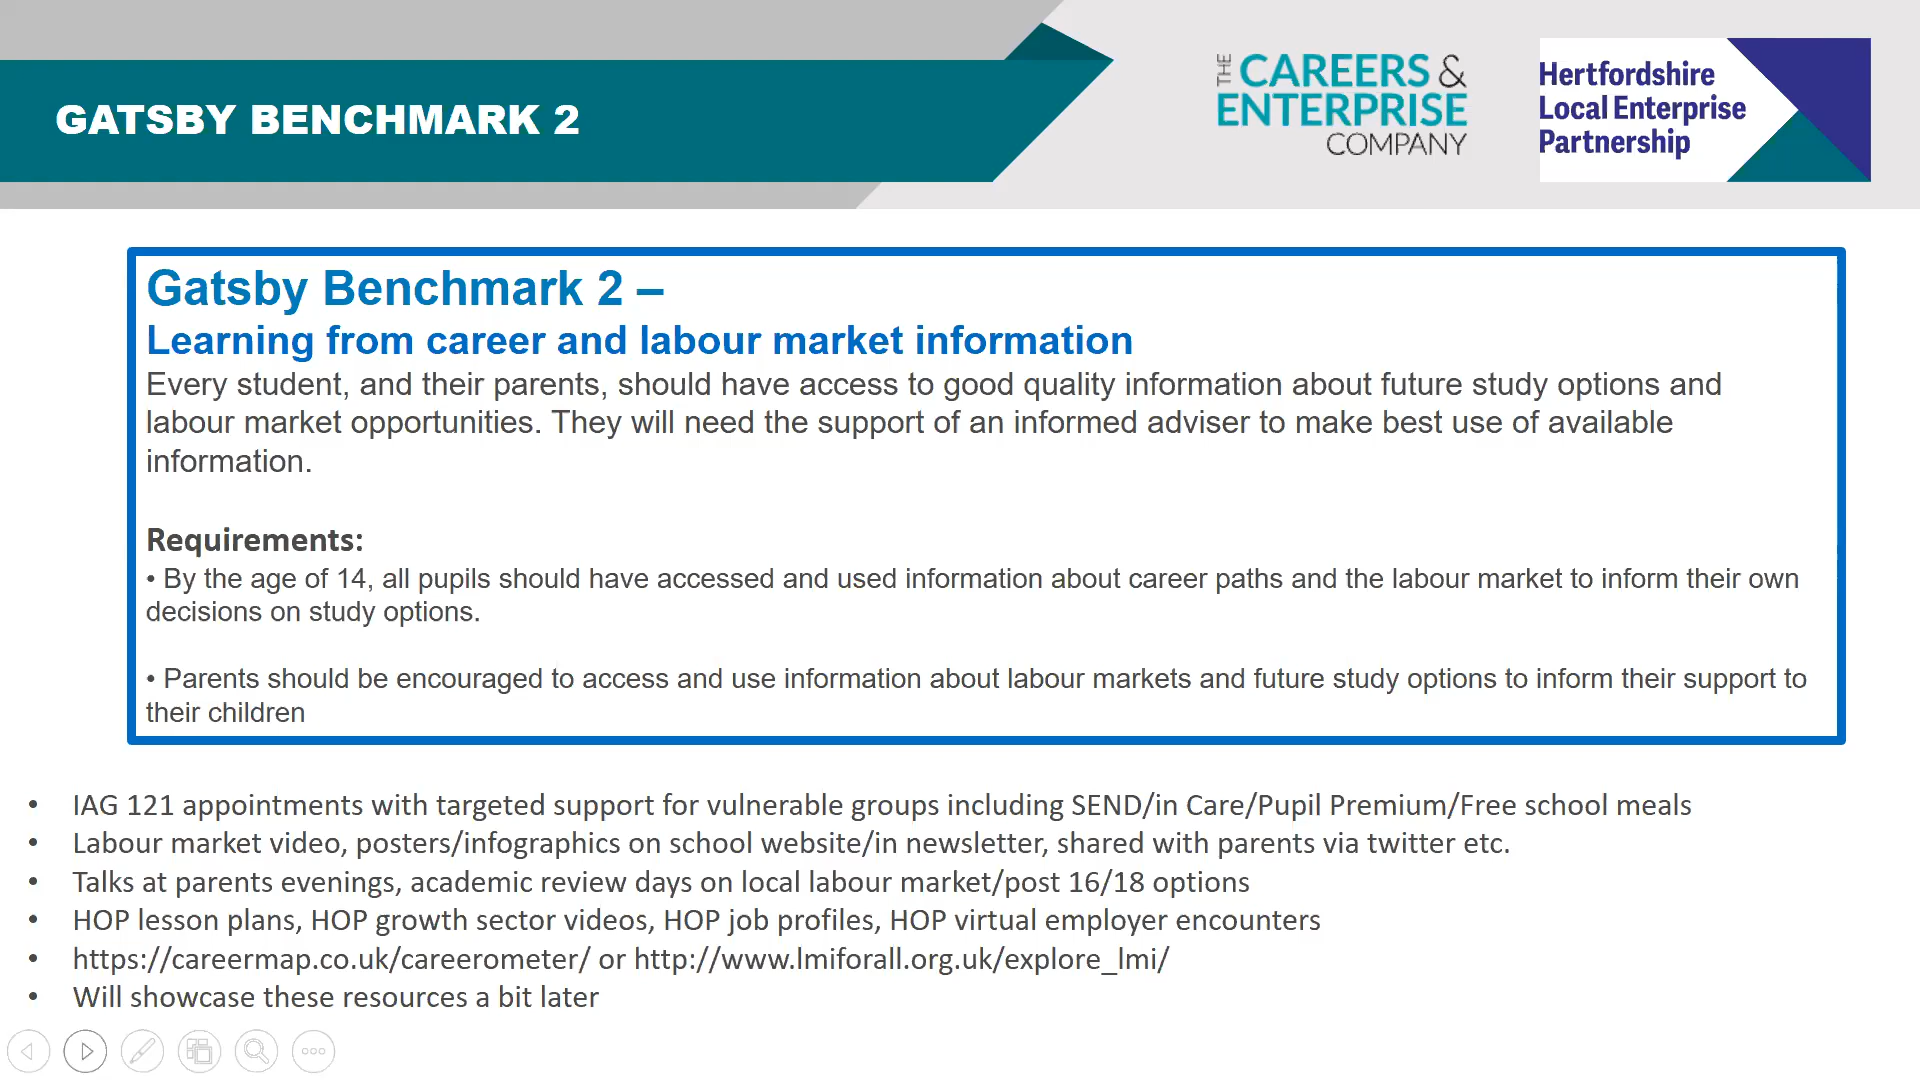 GATSBY BENCHMARK 2
THE
CAREERS &
ENTERPRISE
COMPANY
Hertfordshire
Local Enterprise
Partnership
Gatsby Benchmark 2 –
Learning from career and labour market information
Every student, and their parents, should have access to good quality information about future study options and
labour market opportunities. They will need the support of an informed adviser to make best use of available
information.
Requirements:
• By the age of 14, all pupils should have accessed and used information about career paths and the labour market to inform their own
decisions on study options.
• Parents should be encouraged to access and use information about labour markets and future study options to inform their support to
their children
• IAG 121 appointments with targeted support for vulnerable groups including SEND/in Care/Pupil Premium/Free school meals
• Labour market video, posters/infographics on school website/in newsletter, shared with parents via twitter etc.
• Talks at parents evenings, academic review days on local labour market/post 16/18 options
• HOP lesson plans, HOP growth sector videos, HOP job profiles, HOP virtual employer encounters
• https://careermap.co.uk/careerometer/ or http://www.lmiforall.org.uk/explore_lmi/
• Will showcase these resources a bit later